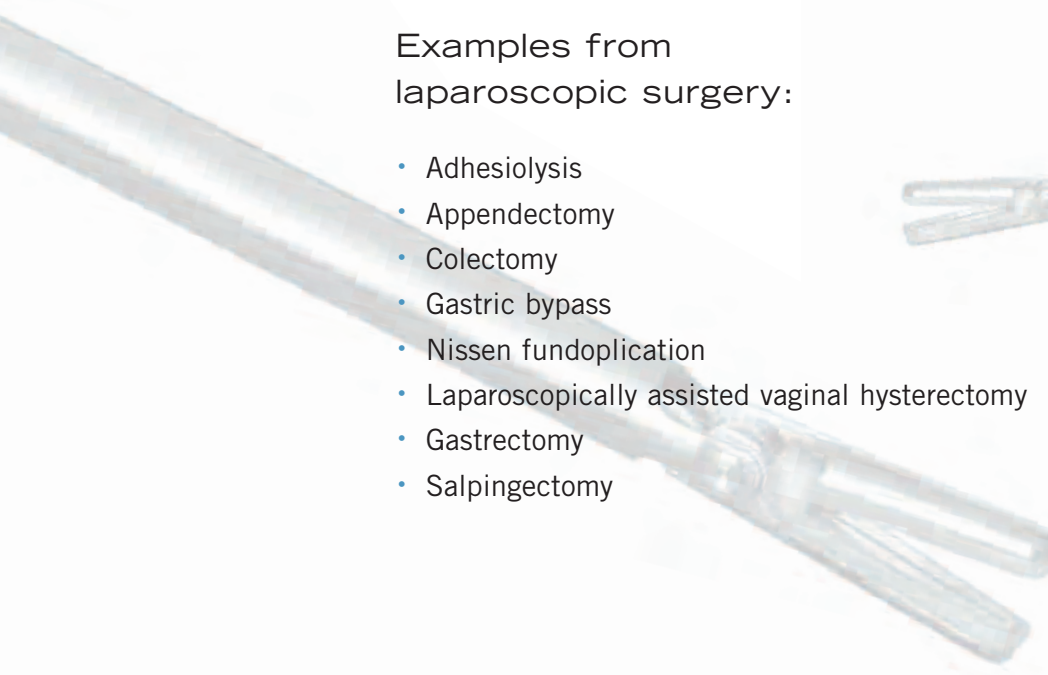 Examples from
laparoscopic surgery:
• Adhesiolysis
• Appendectomy
• Colectomy
• Gastric bypass
• Nissen fundoplication
• Laparoscopically assisted vaginal hysterectomy
• Gastrectomy
• Salpingectomy